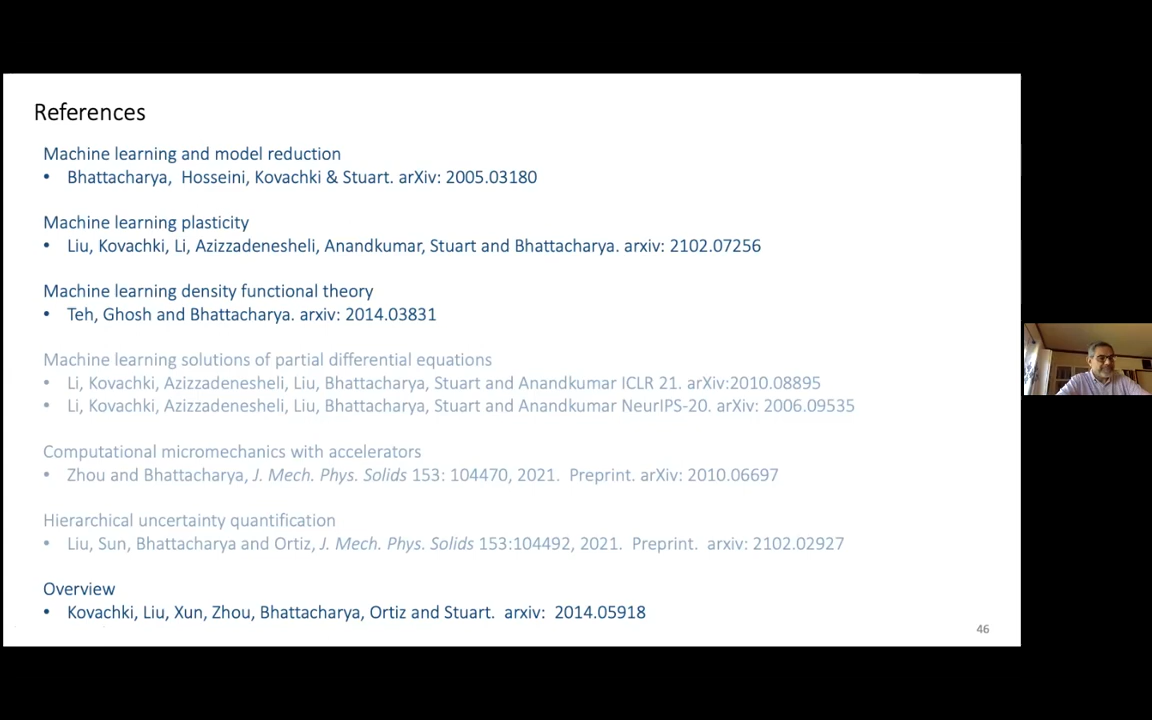 References
Machine learning and model reduction
• Bhattacharya, Hosseini, Kovachki & Stuart. arXiv: 2005.03180
Machine learning plasticity
• Liu, Kovachki, Li, Azizzadenesheli, Anandkumar, Stuart and Bhattacharya. arxiv: 2102.07256
Machine learning density functional theory
• Teh, Ghosh and Bhattacharya. arxiv: 2014.03831
Machine learning solutions of partial differential equations
• Li, Kovachki, Azizzadenesheli, Liu, Bhattacharya, Stuart and Anandkumar ICLR 21. arXiv:2010.08895
• Li, Kovachki, Azizzadenesheli, Liu, Bhattacharya, Stuart and Anandkumar NeurIPS-20. arXiv: 2006.09535
Computational micromechanics with accelerators
• Zhou and Bhattacharya, J. Mech. Phys. Solids 153: 104470, 2021. Preprint. arXiv: 2010.06697
Hierarchical uncertainty quantification
• Liu, Sun, Bhattacharya and Ortiz, J. Mech. Phys. Solids 153:104492, 2021. Preprint. arxiv: 2102.02927
Overview
• Kovachki, Liu, Xun, Zhou, Bhattacharya, Ortiz and Stuart. arxiv: 2014.05918
46